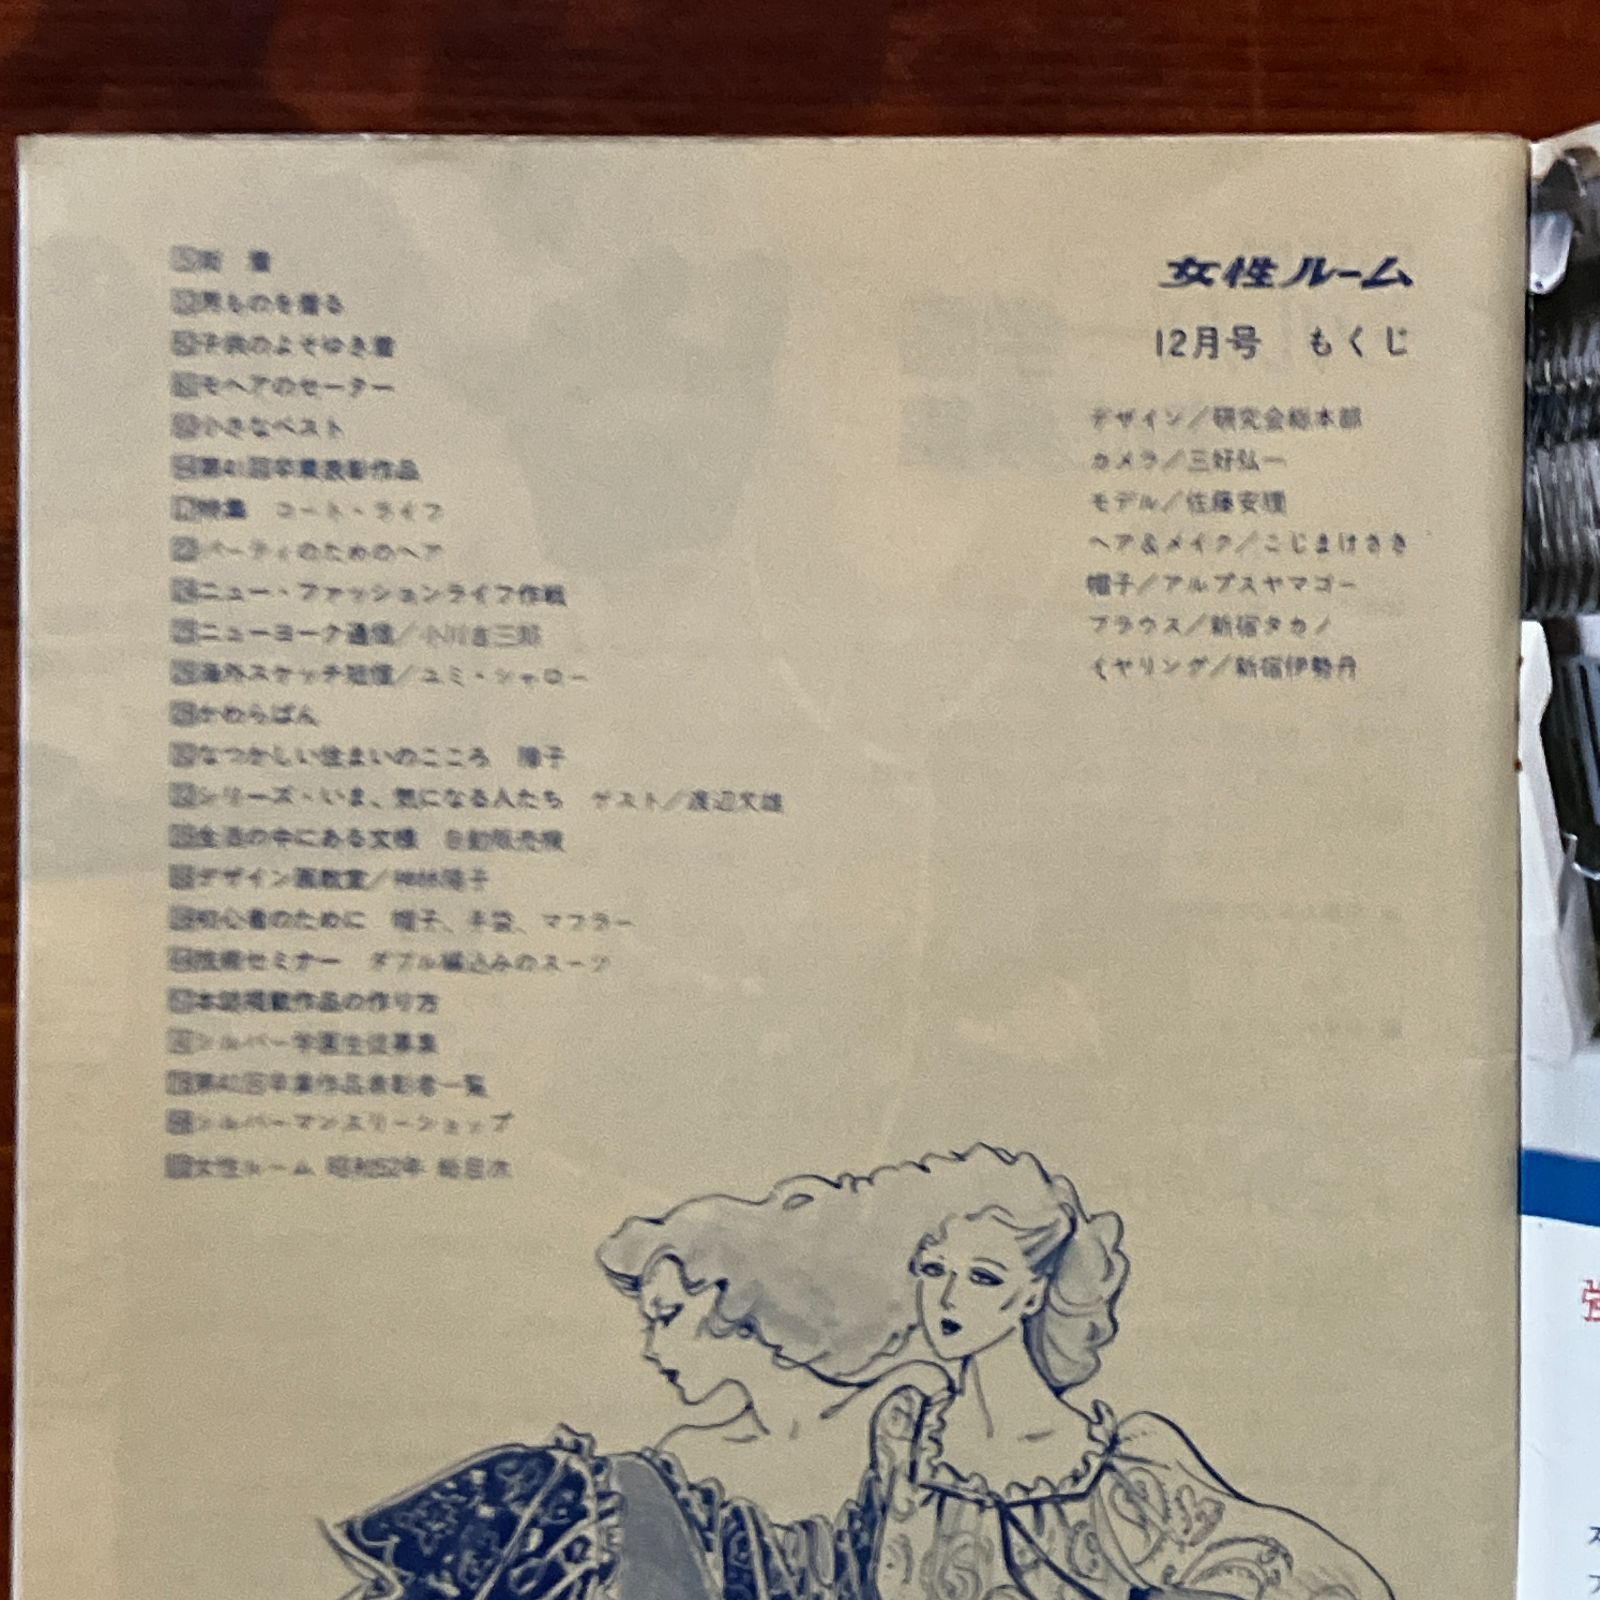 女性ルーム
12月号 もくじ
デザイン／研究会総本部
カメラ／三好弘一
モデル／佐藤安理
ヘア＆メイク／こじまけさき
帽子／アルプスヤマゴー
ブラウス／新宿タカノ
イヤリング／新宿伊勢丹
街 着
男ものを着る
子供のよそゆき着
モヘアのセーター
小さなベスト
第41回卒業表彰作品
特集 コート・ライフ
パーティのためのヘア
ニュー・ファッションライフ作戦
ニューヨーク通信／小川吉三郎
海外スケッチ短信／ユミ・シャロー
かわらばん
なつかしい住まいのこころ 障子
シリーズ・いま、気になる人たち ゲスト／渡辺文雄
生活の中にある文様 自動販売機
デザイン画教室／神林陽子
初心者のために 帽子、手袋、マフラー
技術セミナー ダブル編込みのスーツ
本誌掲載作品の作り方
シルバー学園生徒募集
第42回卒業作品表彰者一覧
シルバーマンスリーショップ
女性ルーム 昭和52年 総目次